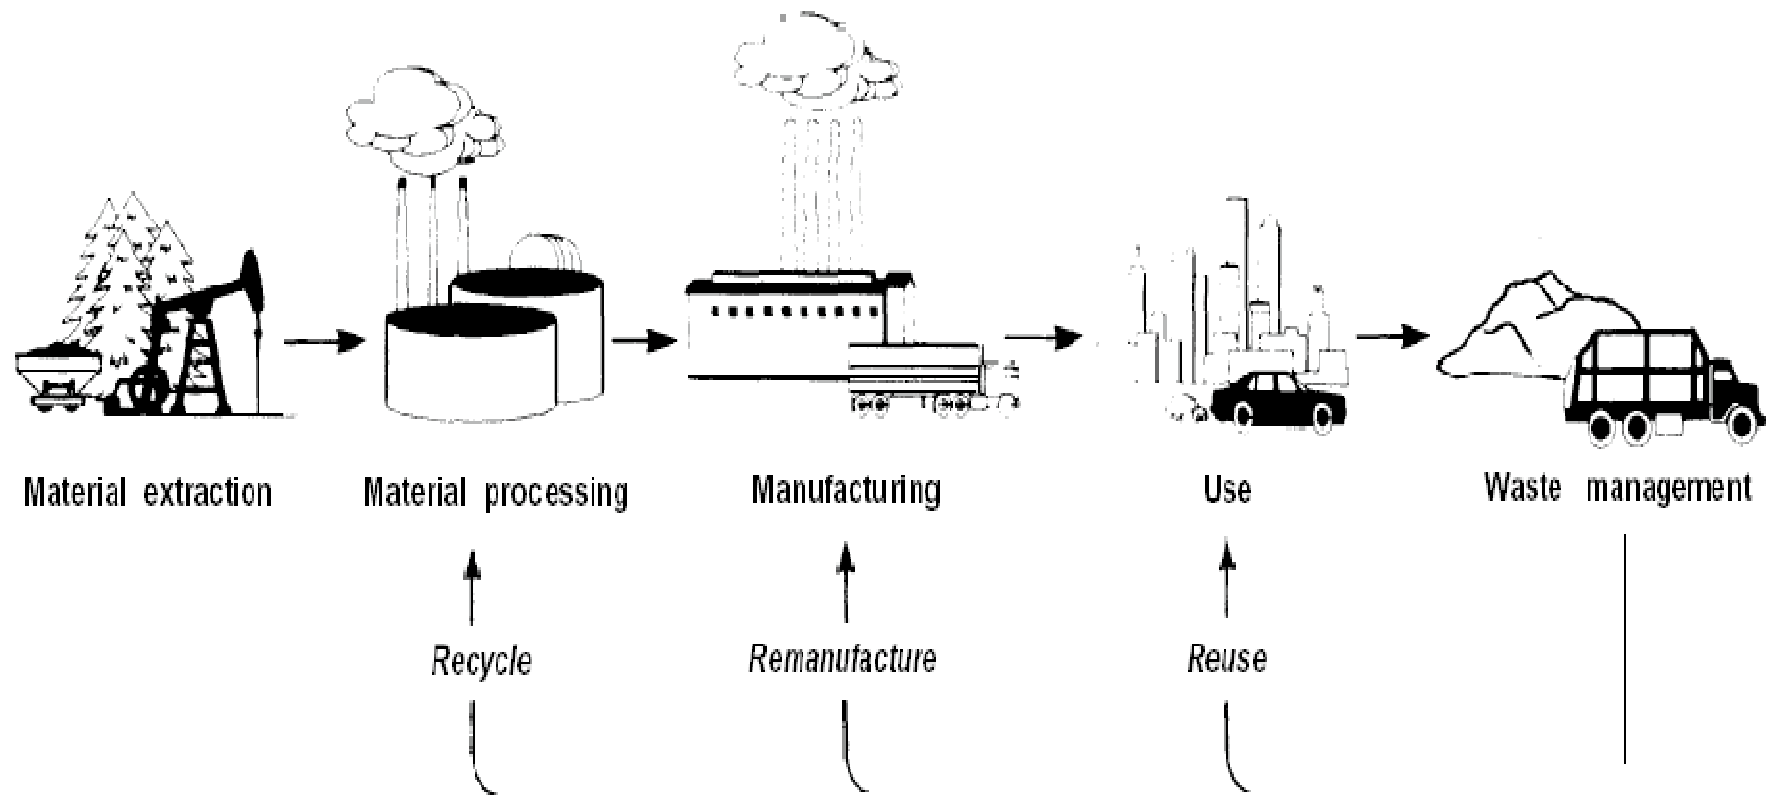 Material extraction
Material processing
Manufacturing
Use
Waste management
Recycle
Remanufacture
Reuse